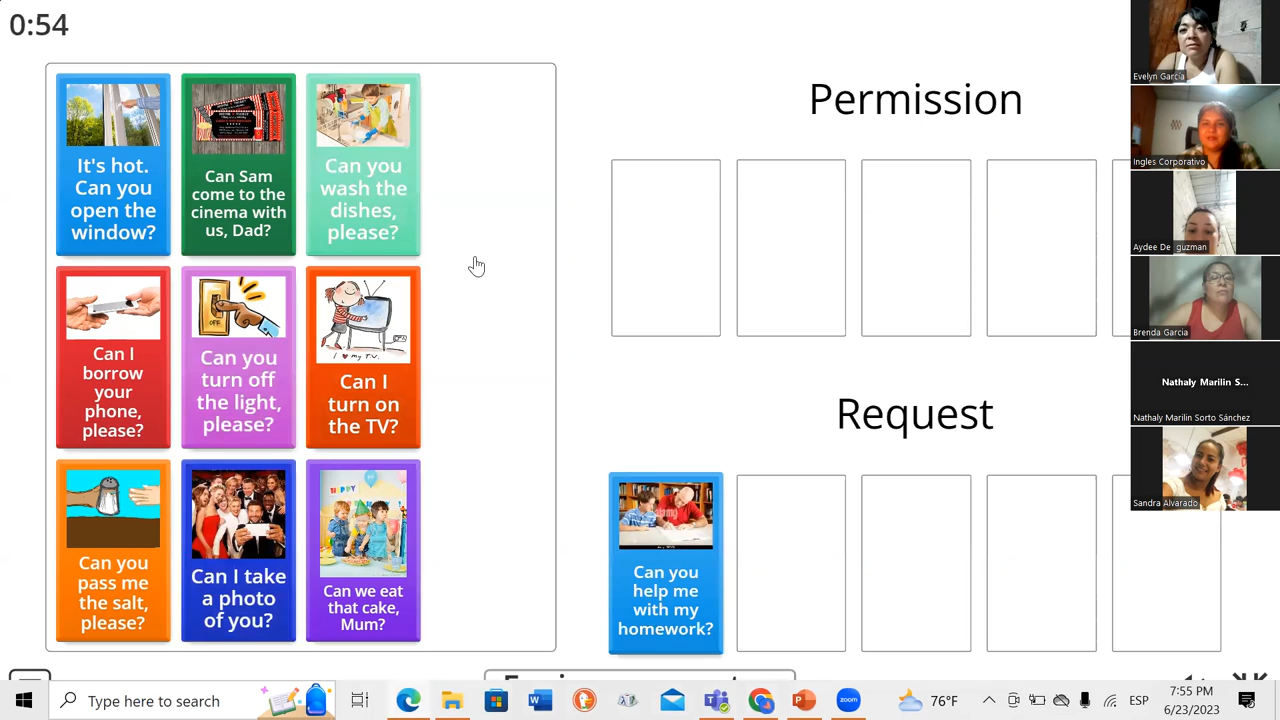 0:54
It's hot.
Can you
open the
window?
Can Sam
come to the
cinema with
us, Dad?
Can you
wash the
dishes,
please?
Can I
borrow
your
phone,
please?
Can you
turn off
the light,
please?
OFF
Can I
turn on
the TV?
I ♥ my T.V.
Can you
pass me
the salt,
please?
Can I take
a photo
of you?
Can we eat
that cake,
Mum?
Permission
Request
Can you
help me
with my
homework?
Evelyn García
Ingles Corporativo
Aydee De guzman
Brenda Garcia
Nathaly Marilin S...
Nathaly Marilin Sorto Sánchez
Sandra Alvarado
Type here to search
zoom
76°F
ESP
7:55 PM
6/23/2023